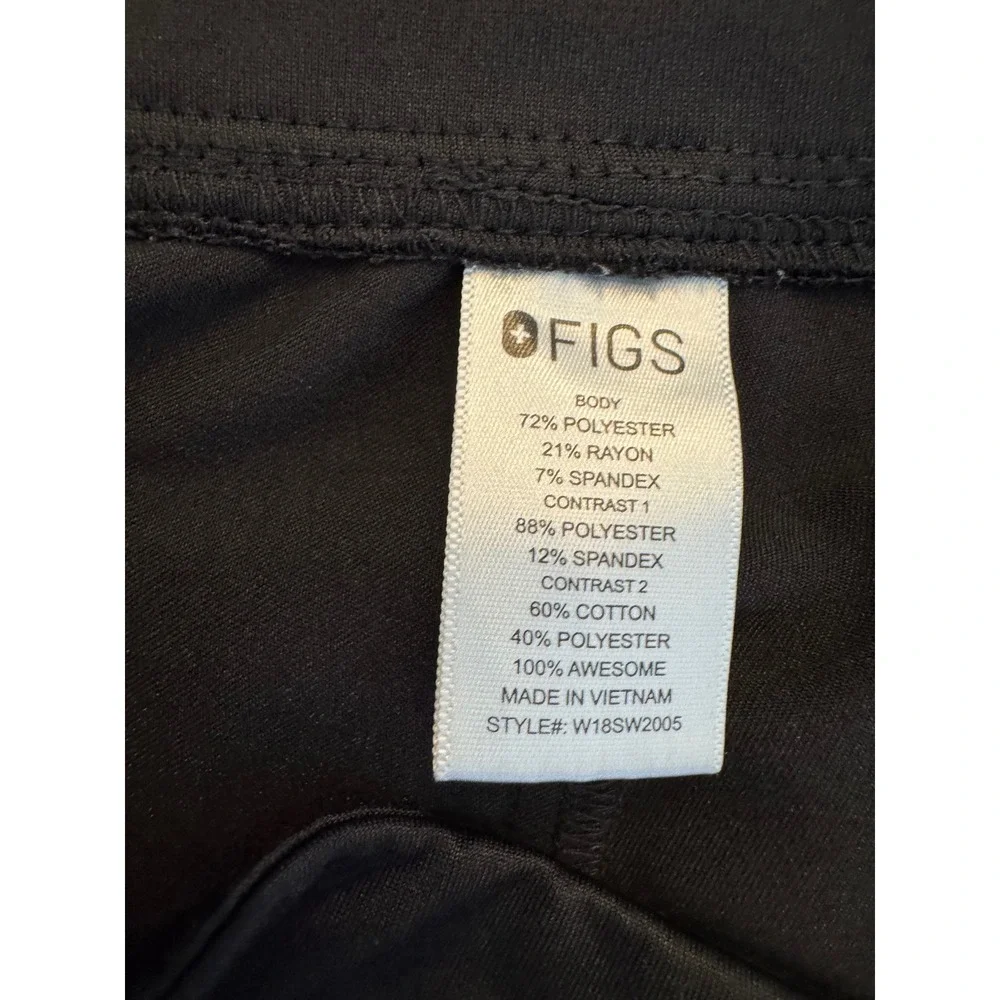 FIGS
BODY
72% POLYESTER
21% RAYON
7% SPANDEX
CONTRAST 1
88% POLYESTER
12% SPANDEX
CONTRAST 2
60% COTTON
40% POLYESTER
100% AWESOME
MADE IN VIETNAM
STYLE#: W18SW2005